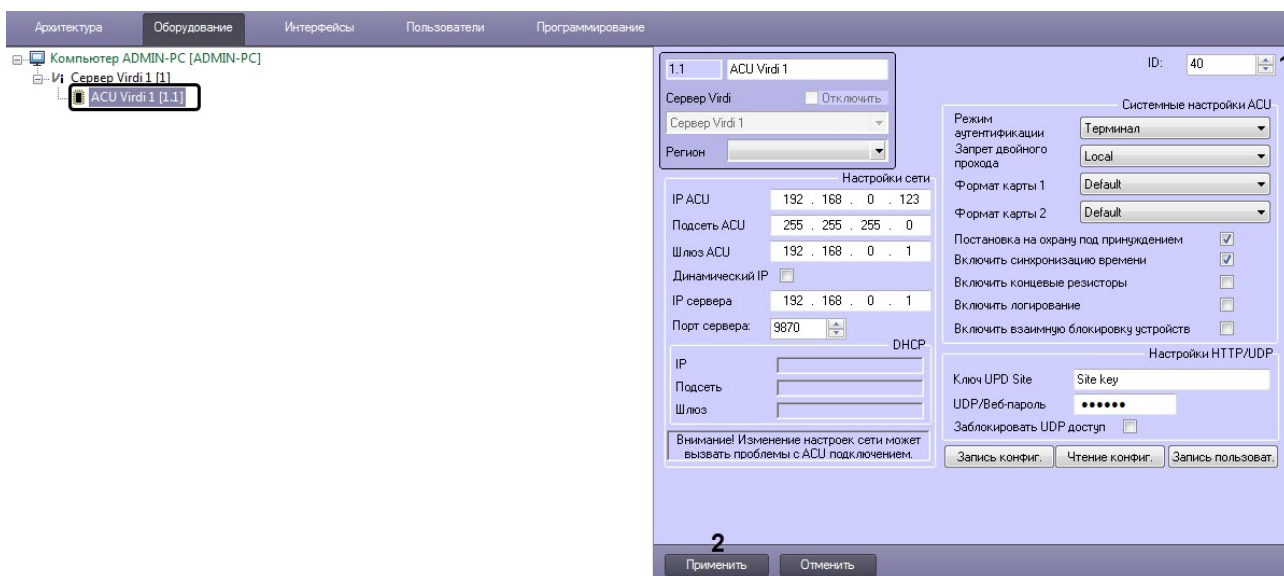 Архитектура Оборудование Интерфейсы Пользователи Программирование
Компьютер ADMIN-PC [ADMIN-PC]
Сервер Virdi 1 [1]
ACU Virdi 1 [1.1]
1.1 ACU Virdi 1
Сервер Virdi Отключить
Сервер Virdi 1
Регион
Настройки сети
IP ACU 192 . 168 . 0 . 123
Подсеть ACU 255 . 255 . 255 . 0
Шлюз ACU 192 . 168 . 0 . 1
Динамический IP
IP сервера 192 . 168 . 0 . 1
Порт сервера: 9870
DHCP
IP
Подсеть
Шлюз
Внимание! Изменение настроек сети может
вызвать проблемы с ACU подключением.
ID: 40 1
Системные настройки ACU
Режим
аутентификации Терминал
Запрет двойного
прохода Local
Формат карты 1 Default
Формат карты 2 Default
Постановка на охрану под принуждением
Включить синхронизацию времени
Включить концевые резисторы
Включить логирование
Включить взаимную блокировку устройств
Настройки HTTP/UDP
Ключ UPD Site Site key
UDP/Веб-пароль ••••••
Заблокировать UDP доступ
Запись конфиг. Чтение конфиг. Запись пользоват.
2
Применить Отменить